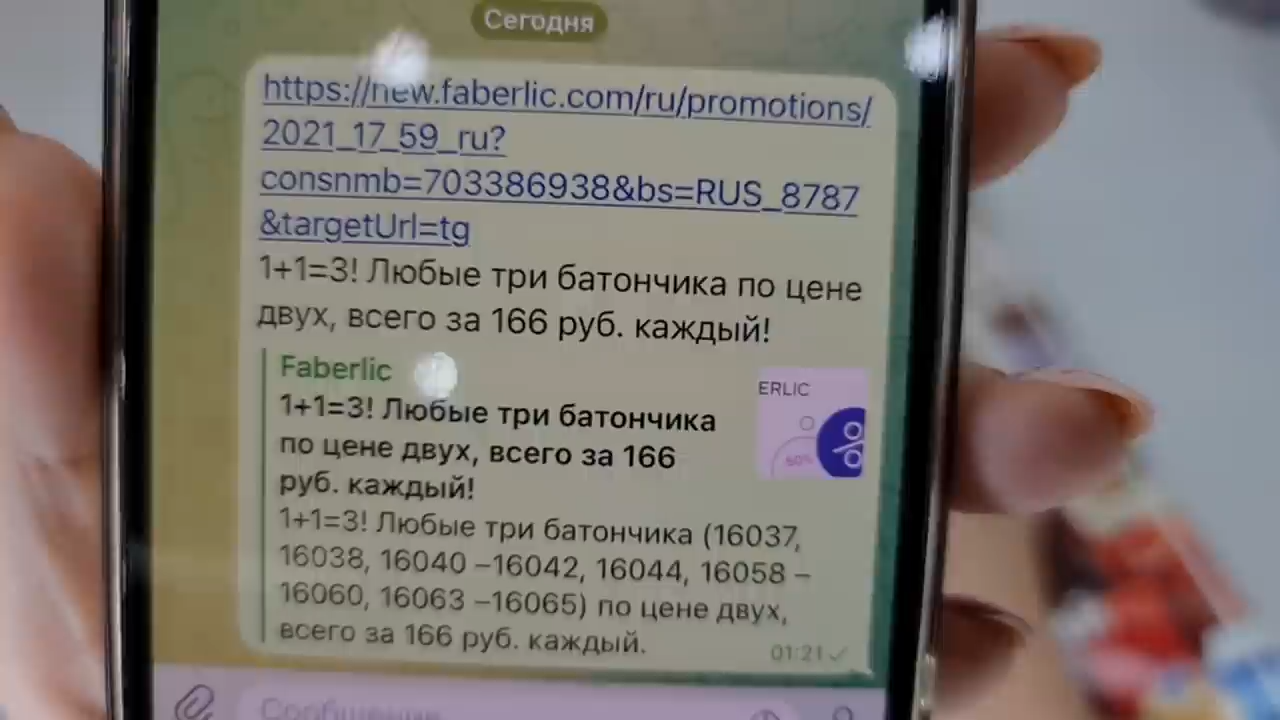 Сегодня
https://new.faberlic.com/ru/promotions/
2021_17_59_ru?
consnmb=703386938&bs=RUS_8787
&targetUrl=tg
1+1=3! Любые три батончика по цене
двух, всего за 166 руб. каждый!
Faberlic
ERLIC
1+1=3! Любые три батончика
по цене двух, всего за 166
руб. каждый!
60%
1+1=3! Любые три батончика (16037,
16038, 16040 –16042, 16044, 16058 –
16060, 16063 –16065) по цене двух,
всего за 166 руб. каждый.
01:21
Сообщение